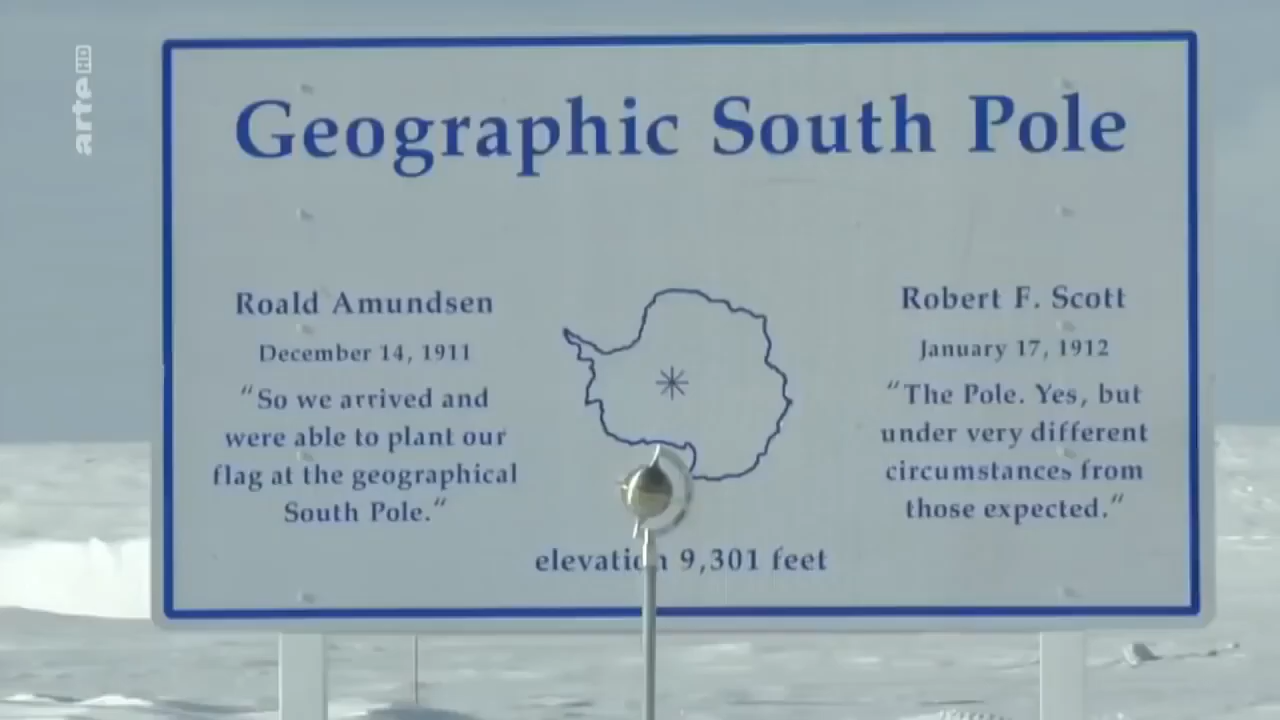 arte HD
Geographic South Pole
Roald Amundsen
December 14, 1911
“So we arrived and
were able to plant our
flag at the geographical
South Pole.“
Robert F. Scott
January 17, 1912
“The Pole. Yes, but
under very different
circumstances from
those expected.“
elevation 9,301 feet